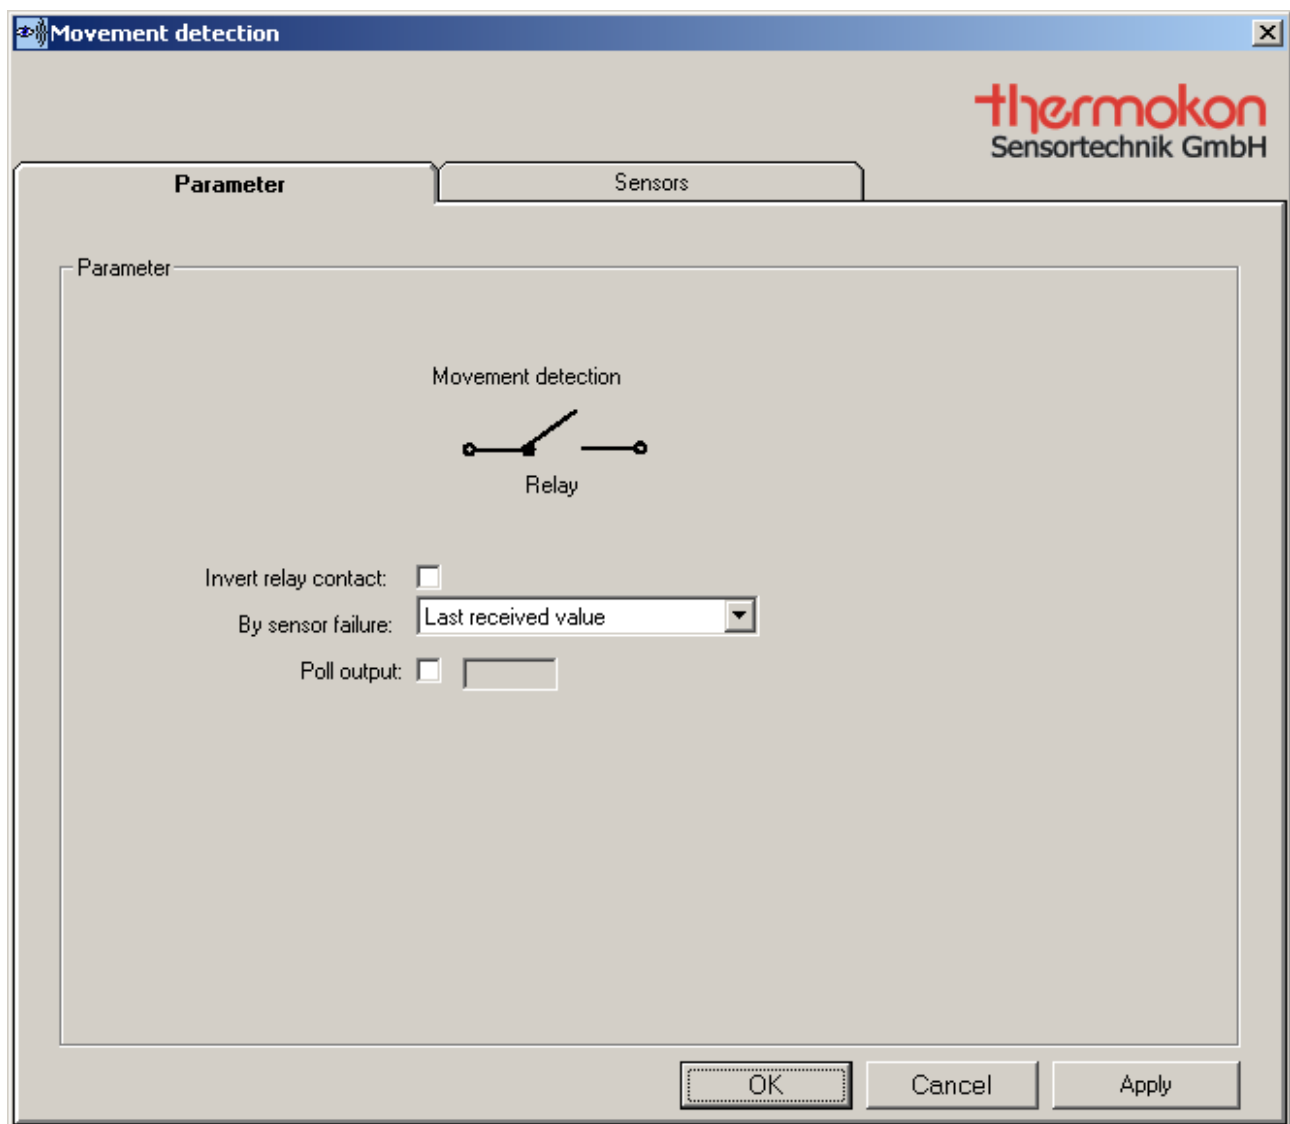 Movement detection
thermokon
Sensortechnik GmbH
Parameter
Sensors
Parameter
Movement detection
Relay
Invert relay contact:
By sensor failure: Last received value
Poll output:
OK Cancel Apply